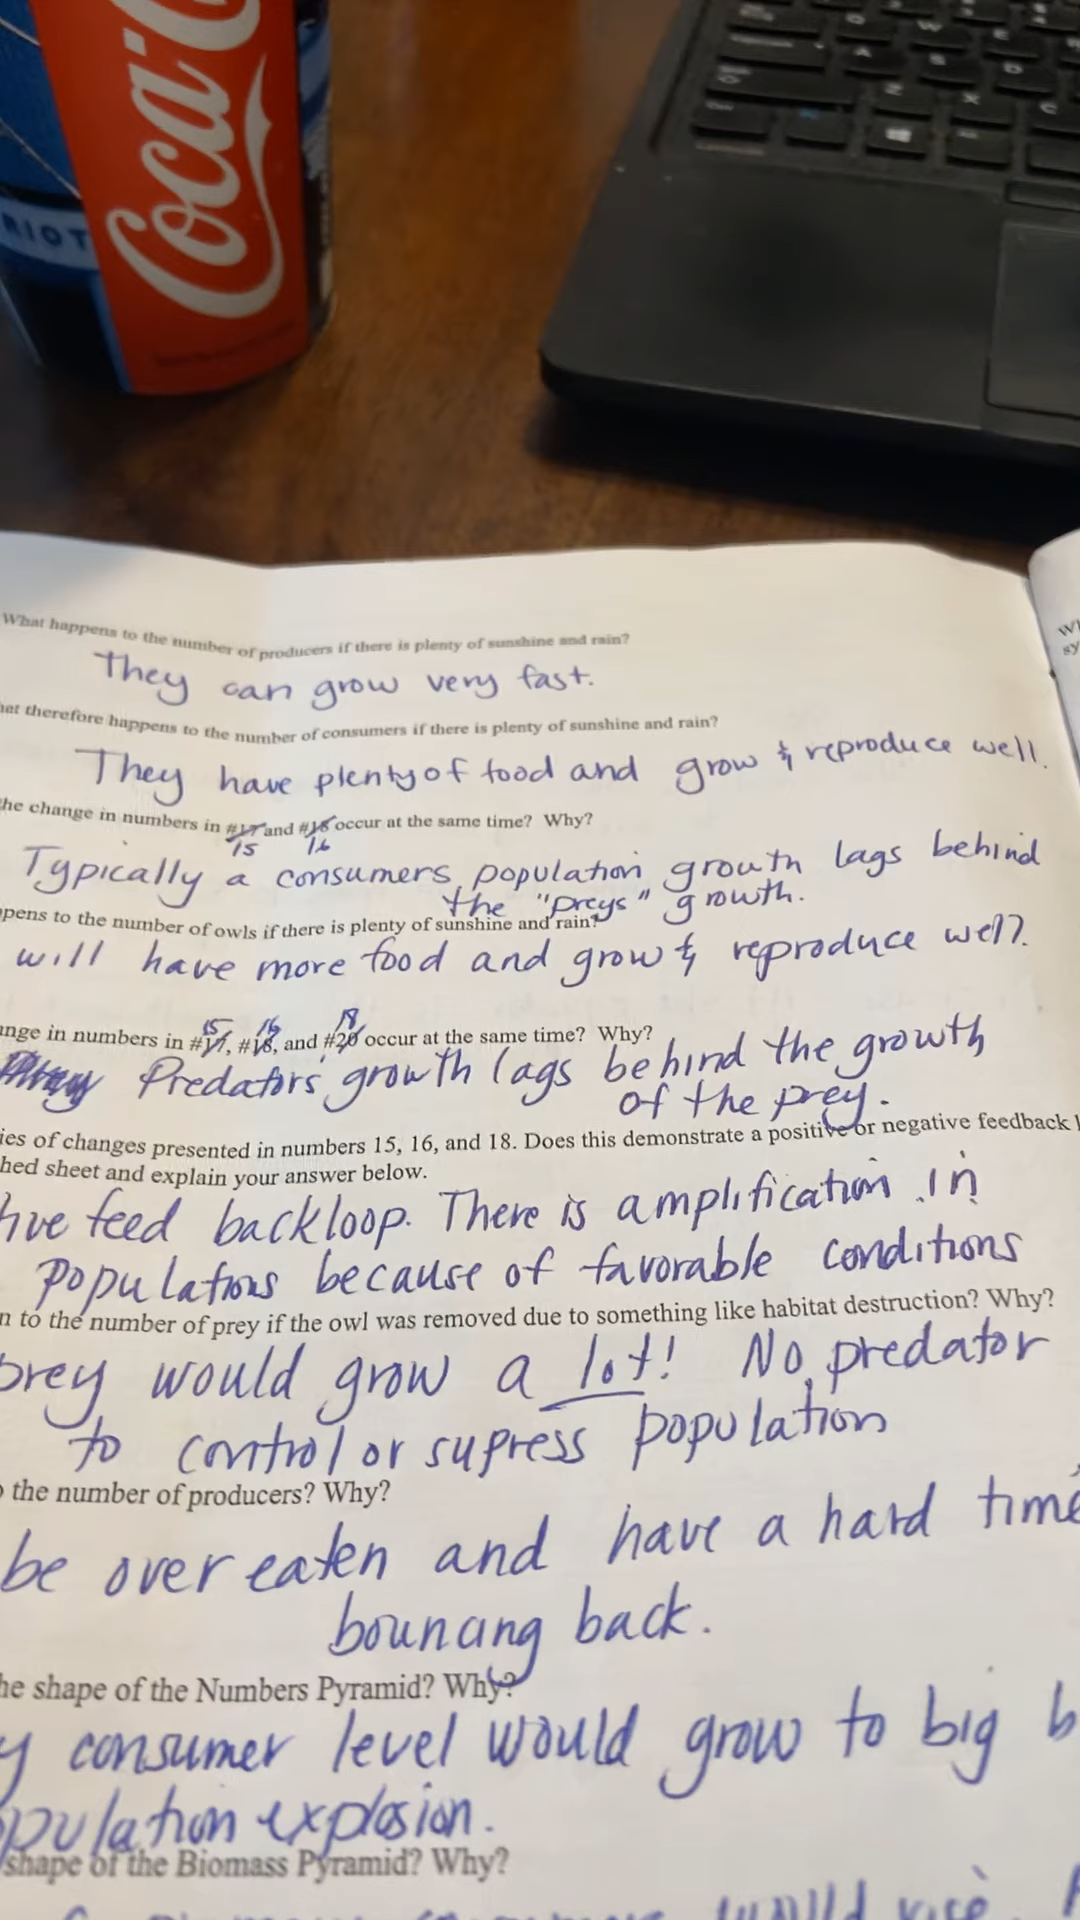 Coca-C
RIOT
What happens to the number of producers if there is plenty of sunshine and rain?
They can grow very fast.
hat therefore happens to the number of consumers if there is plenty of sunshine and rain?
They have plenty of food and grow & reproduce well.
the change in numbers in #17 and #18 occur at the same time? Why?
15 16
Typically a consumers population growth lags behind
the "preys" growth.
pens to the number of owls if there is plenty of sunshine and rain?
will have more food and grow & reproduce well.
15 16 18
ange in numbers in #17, #18, and #20 occur at the same time? Why?
Predators' growth lags behind the growth
of the prey.
ies of changes presented in numbers 15, 16, and 18. Does this demonstrate a positive or negative feedback l
hed sheet and explain your answer below.
tive feed back loop. There is amplification in
populations because of favorable conditions
n to the number of prey if the owl was removed due to something like habitat destruction? Why?
prey would grow a lot! No predator
to control or supress population
the number of producers? Why?
be over eaten and have a hard time
bouncing back.
he shape of the Numbers Pyramid? Why?
y consumer level would grow to big b
opulation explosion.
shape of the Biomass Pyramid? Why?
would rise